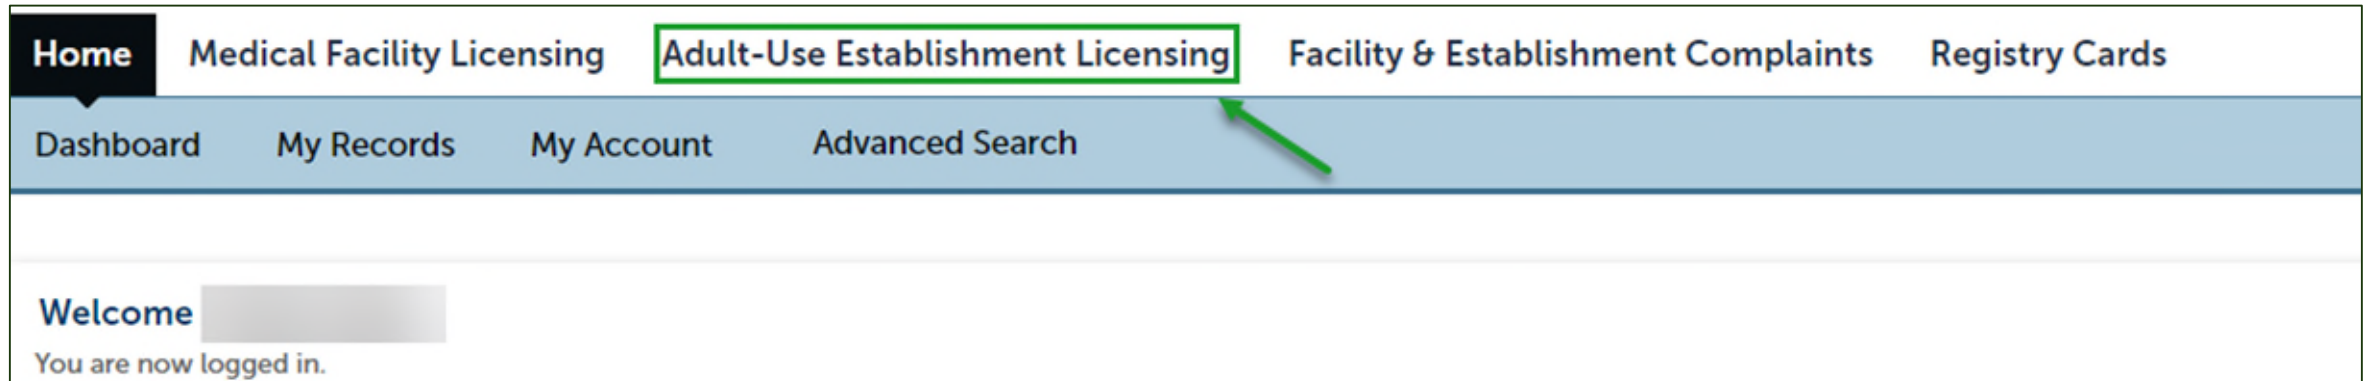 Home Medical Facility Licensing Adult-Use Establishment Licensing Facility & Establishment Complaints Registry Cards
Dashboard My Records My Account Advanced Search
Welcome
You are now logged in.